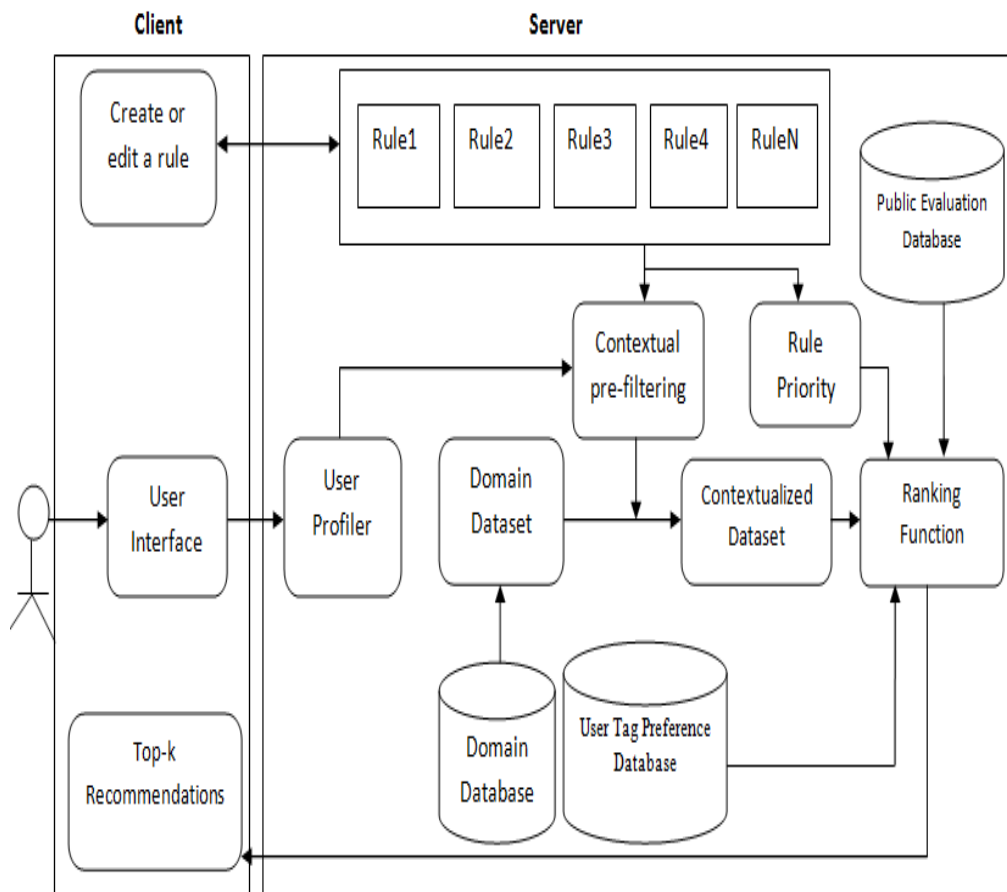 Client
Server
Create or
edit a rule
Rule1
Rule2
Rule3
Rule4
RuleN
Public Evaluation
Database
Contextual
pre-filtering
Rule
Priority
User
Interface
User
Profiler
Domain
Dataset
Contextualized
Dataset
Ranking
Function
Top-k
Recommendations
Domain
Database
User Tag Preference
Database